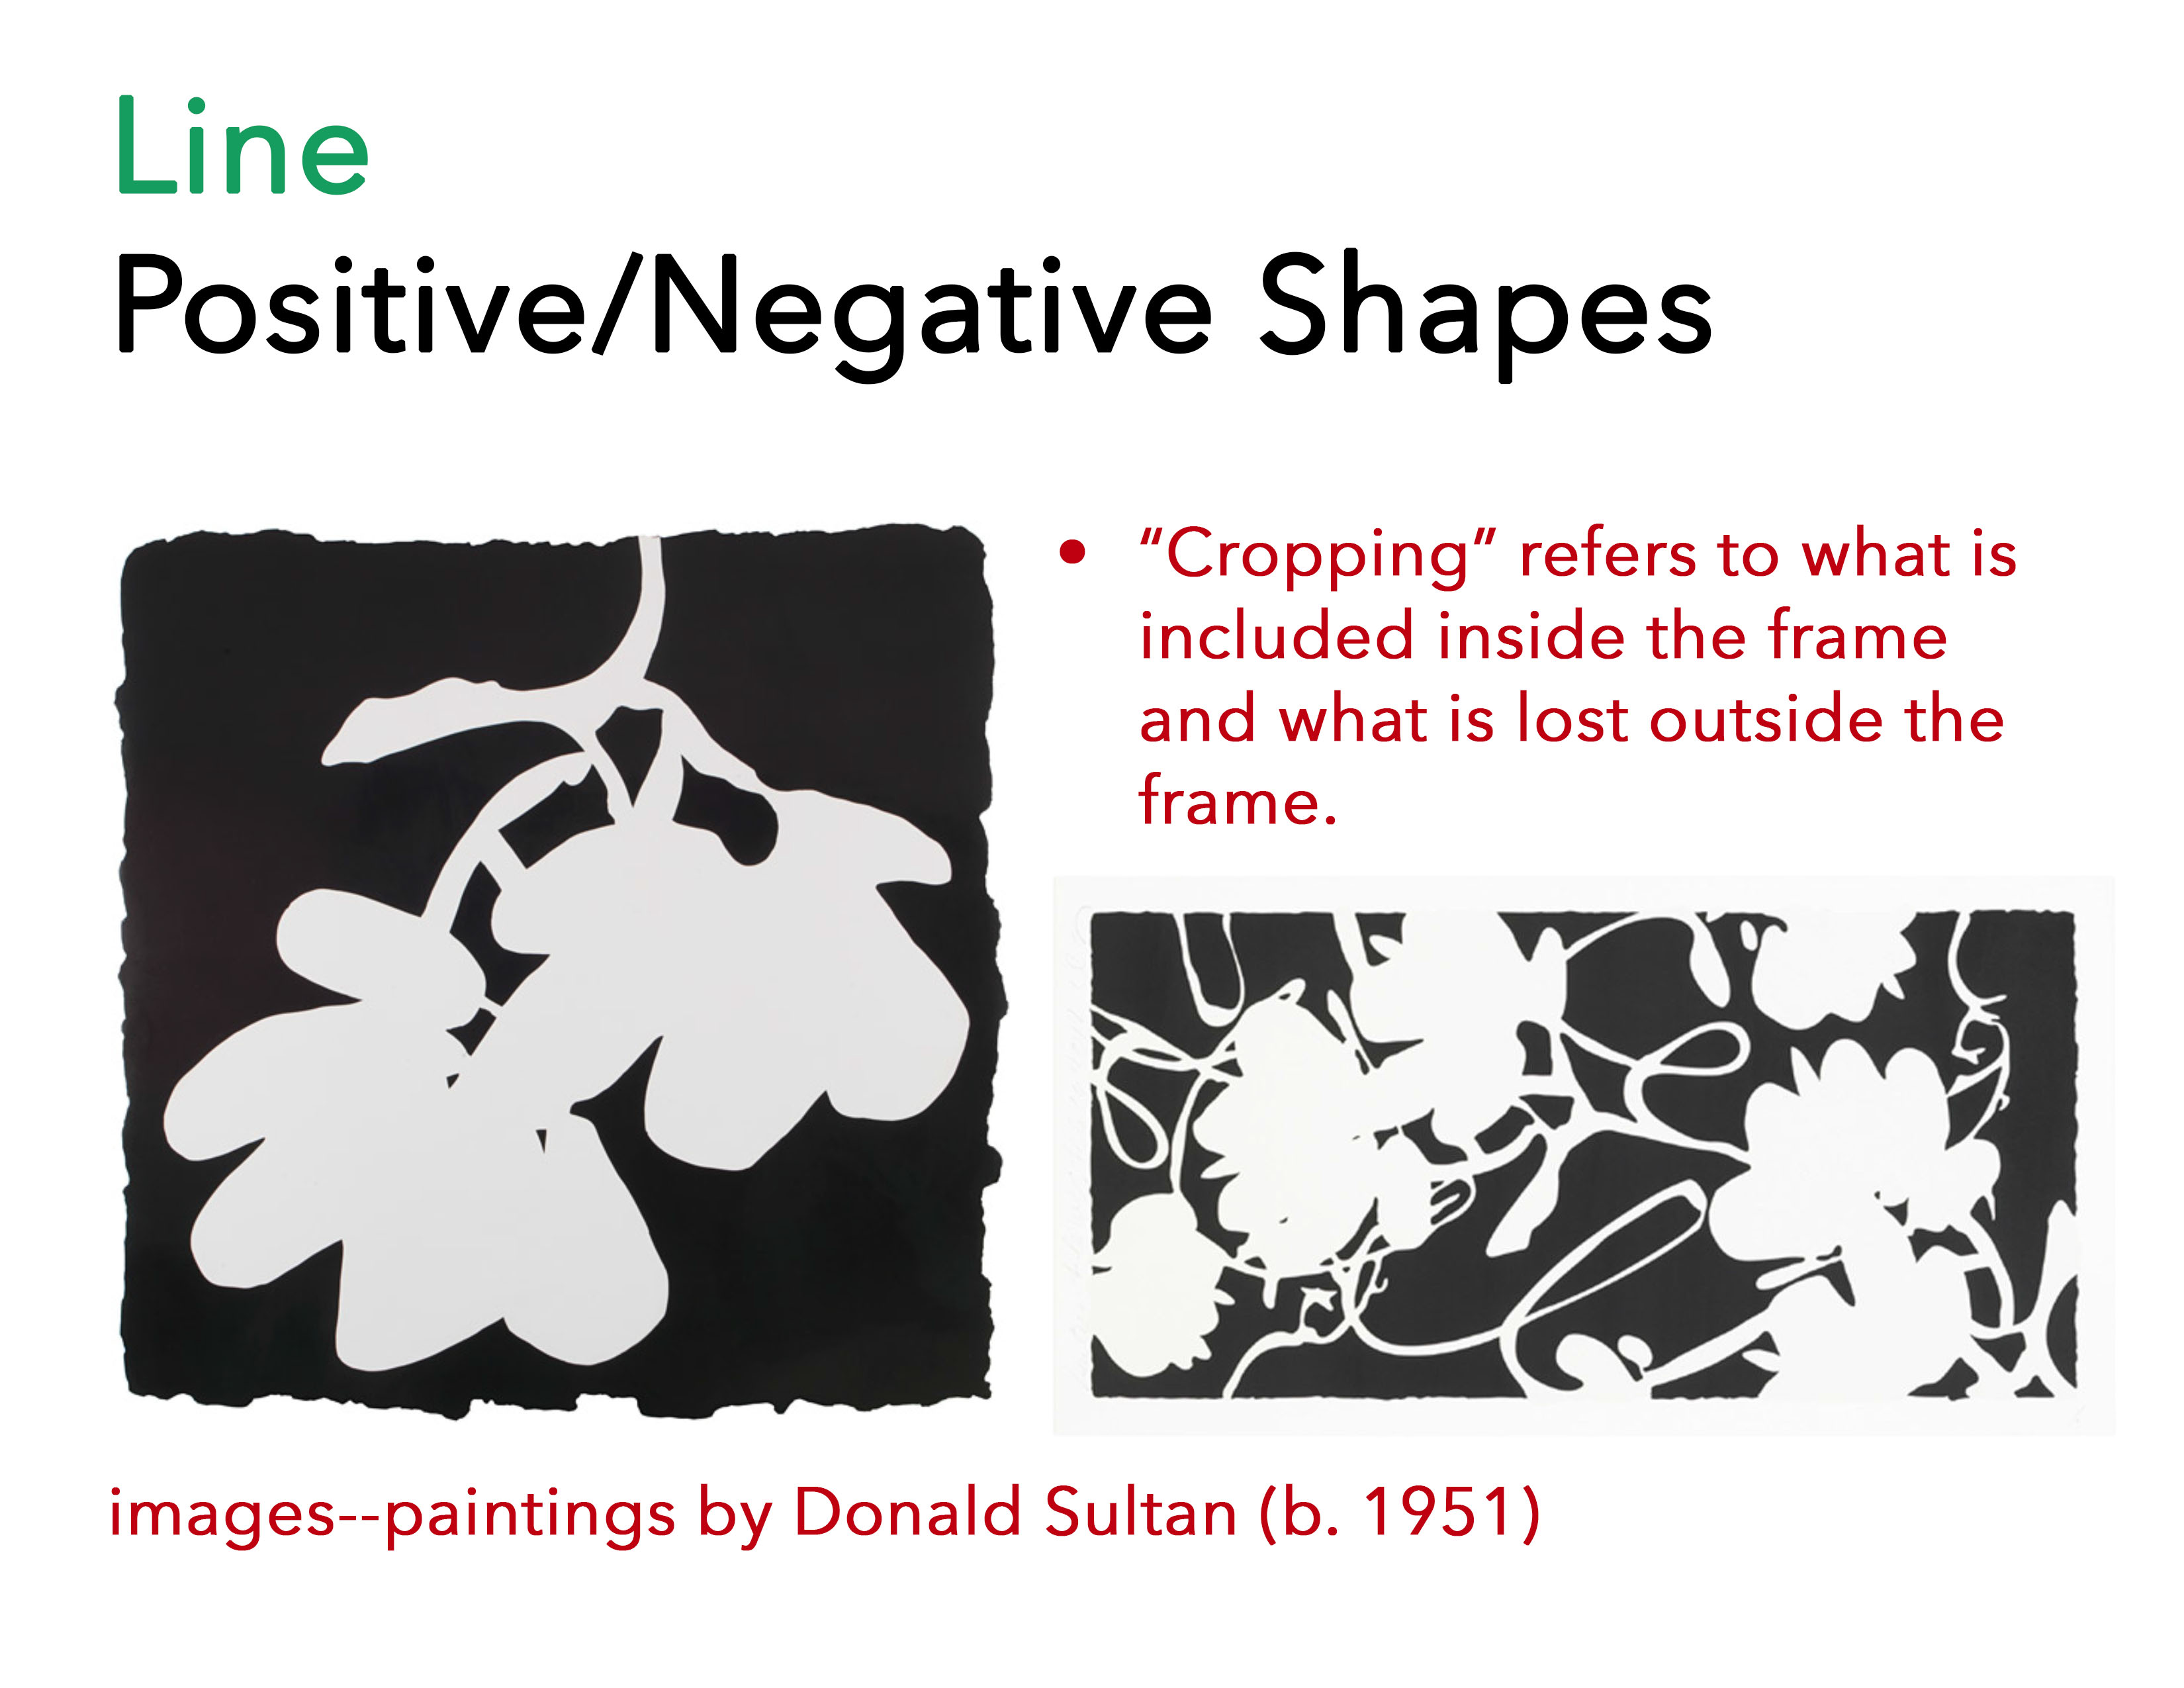 Line
Positive/Negative Shapes
• “Cropping” refers to what is
included inside the frame
and what is lost outside the
frame.
images--paintings by Donald Sultan (b. 1951)